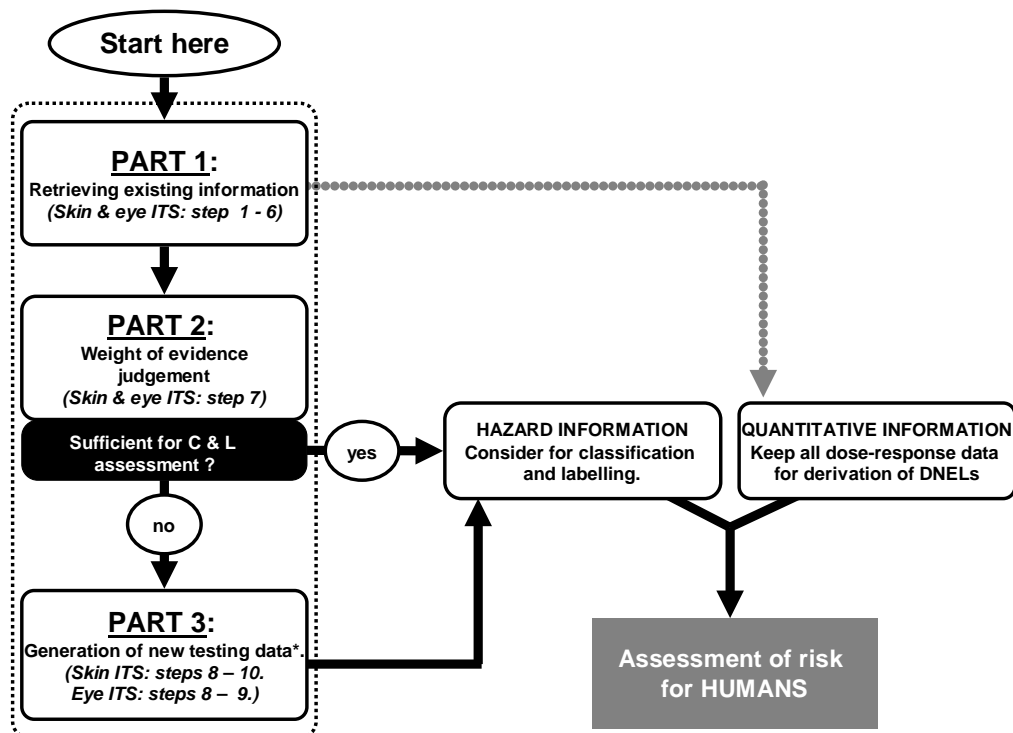 Start here
PART 1:
Retrieving existing information
(Skin & eye ITS: step 1 - 6)
PART 2:
Weight of evidence
judgement
(Skin & eye ITS: step 7)
Sufficient for C & L
assessment ?
yes
no
HAZARD INFORMATION
Consider for classification
and labelling.
QUANTITATIVE INFORMATION
Keep all dose-response data
for derivation of DNELs
PART 3:
Generation of new testing data*.
(Skin ITS: steps 8 – 10.
Eye ITS: steps 8 – 9.)
Assessment of risk
for HUMANS